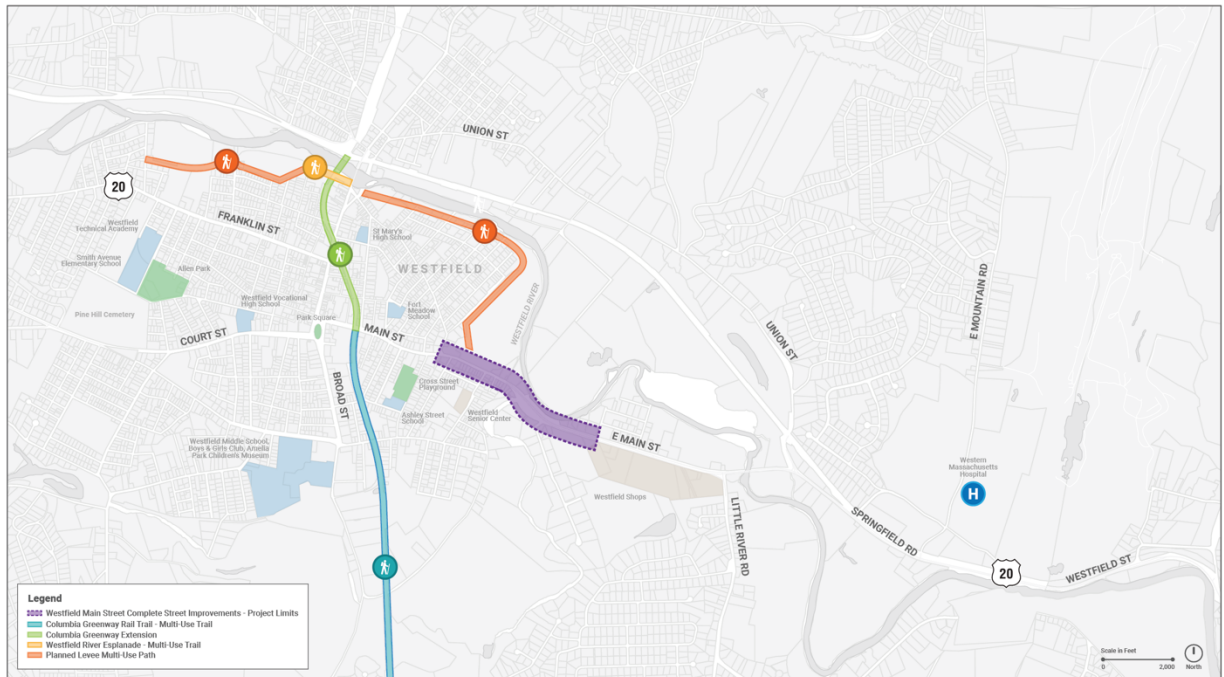 UNION ST
20
FRANKLIN ST
Westfield
Technical Academy
Smith Avenue
Elementary School
Allen Park
St Mary's
High School
WESTFIELD
WESTFIELD RIVER
E MOUNTAIN RD
Westfield Vocational
High School
Fort
Meadow
School
Pine Hill Cemetery
Park Square
COURT ST
MAIN ST
UNION ST
BROAD ST
Cross Street
Playground
Ashley Street
School
Westfield
Senior Center
E MAIN ST
Westfield Middle School,
Boys & Girls Club, Amelia
Park Children's Museum
Western
Massachusetts
Hospital
H
Westfield Shops
LITTLE RIVER RD
SPRINGFIELD RD
20
WESTFIELD ST
Legend
Westfield Main Street Complete Street Improvements - Project Limits
Columbia Greenway Rail Trail - Multi-Use Trail
Columbia Greenway Extension
Westfield River Esplanade - Multi-Use Trail
Planned Levee Multi-Use Path
Scale in Feet
0 2,000
North